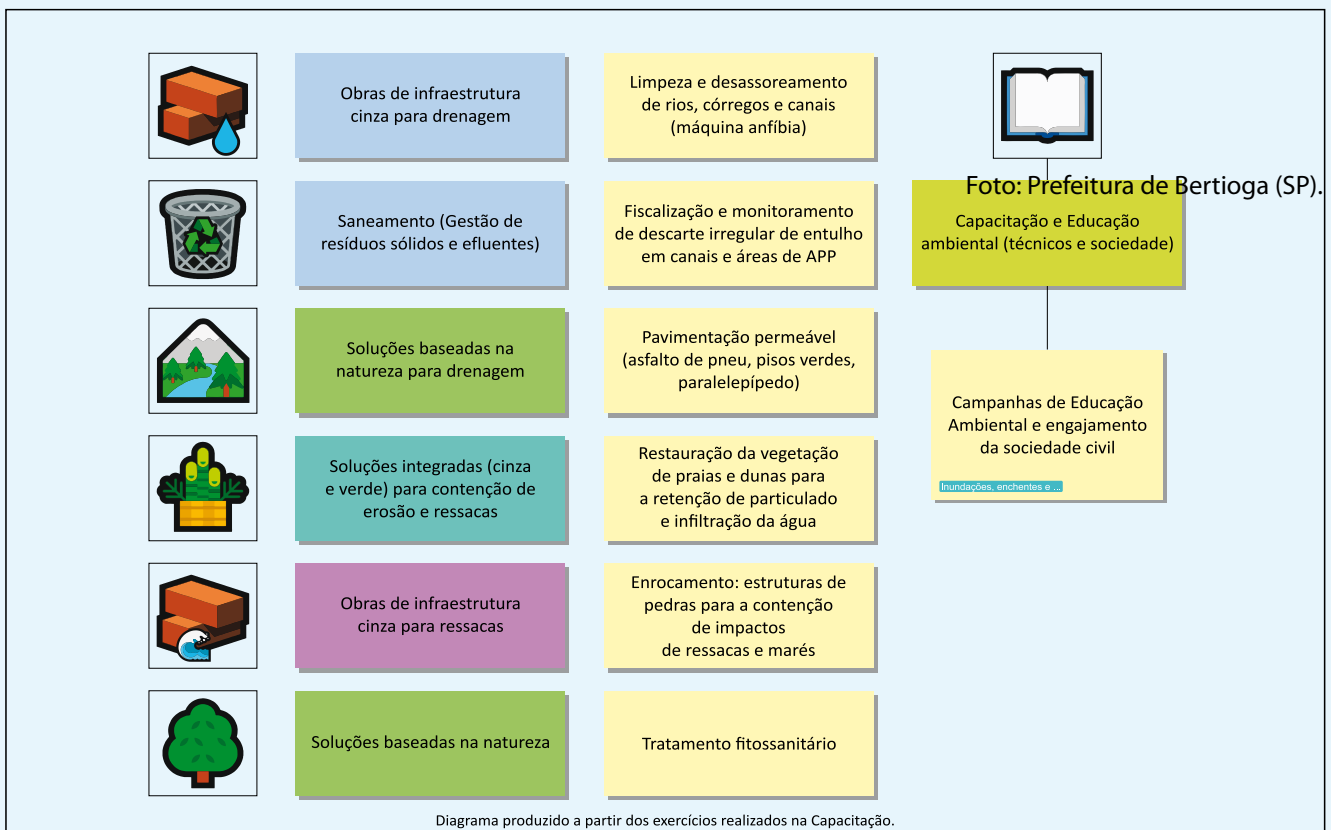 Obras de infraestrutura
cinza para drenagem
Limpeza e desassoreamento
de rios, córregos e canais
(máquina anfíbia)
Saneamento (Gestão de
resíduos sólidos e efluentes)
Fiscalização e monitoramento
de descarte irregular de entulho
em canais e áreas de APP
Soluções baseadas na
natureza para drenagem
Pavimentação permeável
(asfalto de pneu, pisos verdes,
paralelepípedo)
Soluções integradas (cinza
e verde) para contenção de
erosão e ressacas
Restauração da vegetação
de praias e dunas para
a retenção de particulado
e infiltração da água
Obras de infraestrutura
cinza para ressacas
Enrocamento: estruturas de
pedras para a contenção
de impactos
de ressacas e marés
Soluções baseadas na natureza
Tratamento fitossanitário
Foto: Prefeitura de Bertioga (SP).
Capacitação e Educação
ambiental (técnicos e sociedade)
Campanhas de Educação
Ambiental e engajamento
da sociedade civil
Inundações, enchentes e ...
Diagrama produzido a partir dos exercícios realizados na Capacitação.